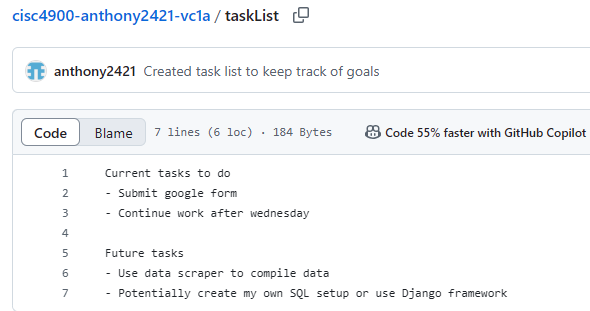 cisc4900-anthony2421-vc1a / taskList
anthony2421 Created task list to keep track of goals
Code Blame 7 lines (6 loc) · 184 Bytes Code 55% faster with GitHub Copilot
1 Current tasks to do
2 - Submit google form
3 - Continue work after wednesday
4
5 Future tasks
6 - Use data scraper to compile data
7 - Potentially create my own SQL setup or use Django framework